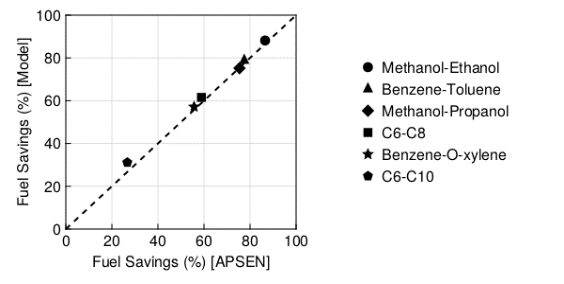 100
80
60
40
20
0
Fuel Savings (%) [Model]
0 20 40 60 80 100
Fuel Savings (%) [APSEN]
Methanol-Ethanol
Benzene-Toluene
Methanol-Propanol
C6-C8
Benzene-O-xylene
C6-C10